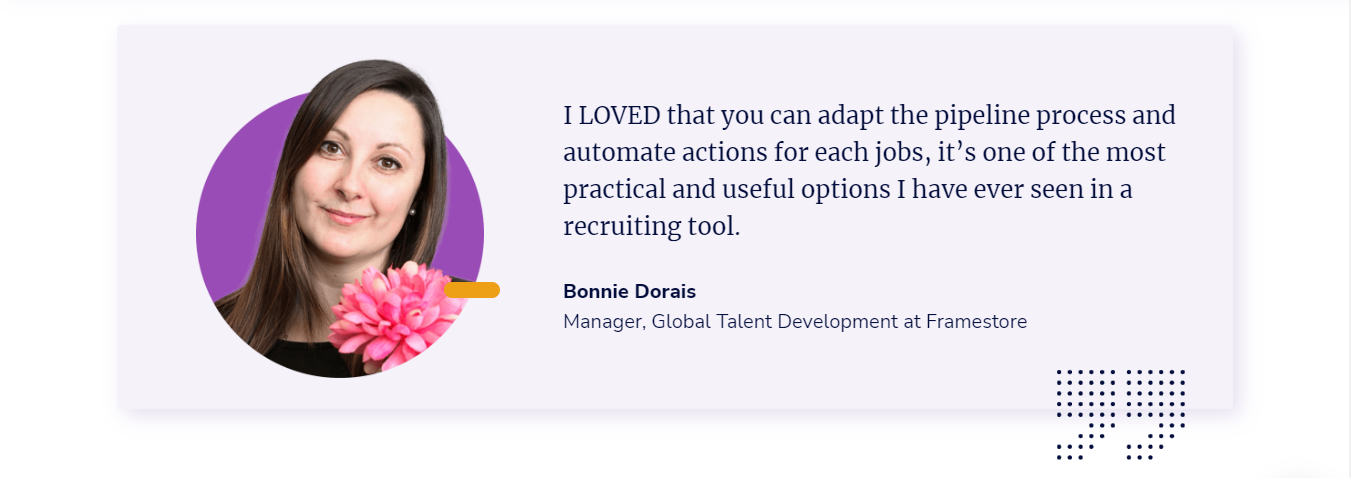 I LOVED that you can adapt the pipeline process and
automate actions for each jobs, it’s one of the most
practical and useful options I have ever seen in a
recruiting tool.
Bonnie Dorais
Manager, Global Talent Development at Framestore